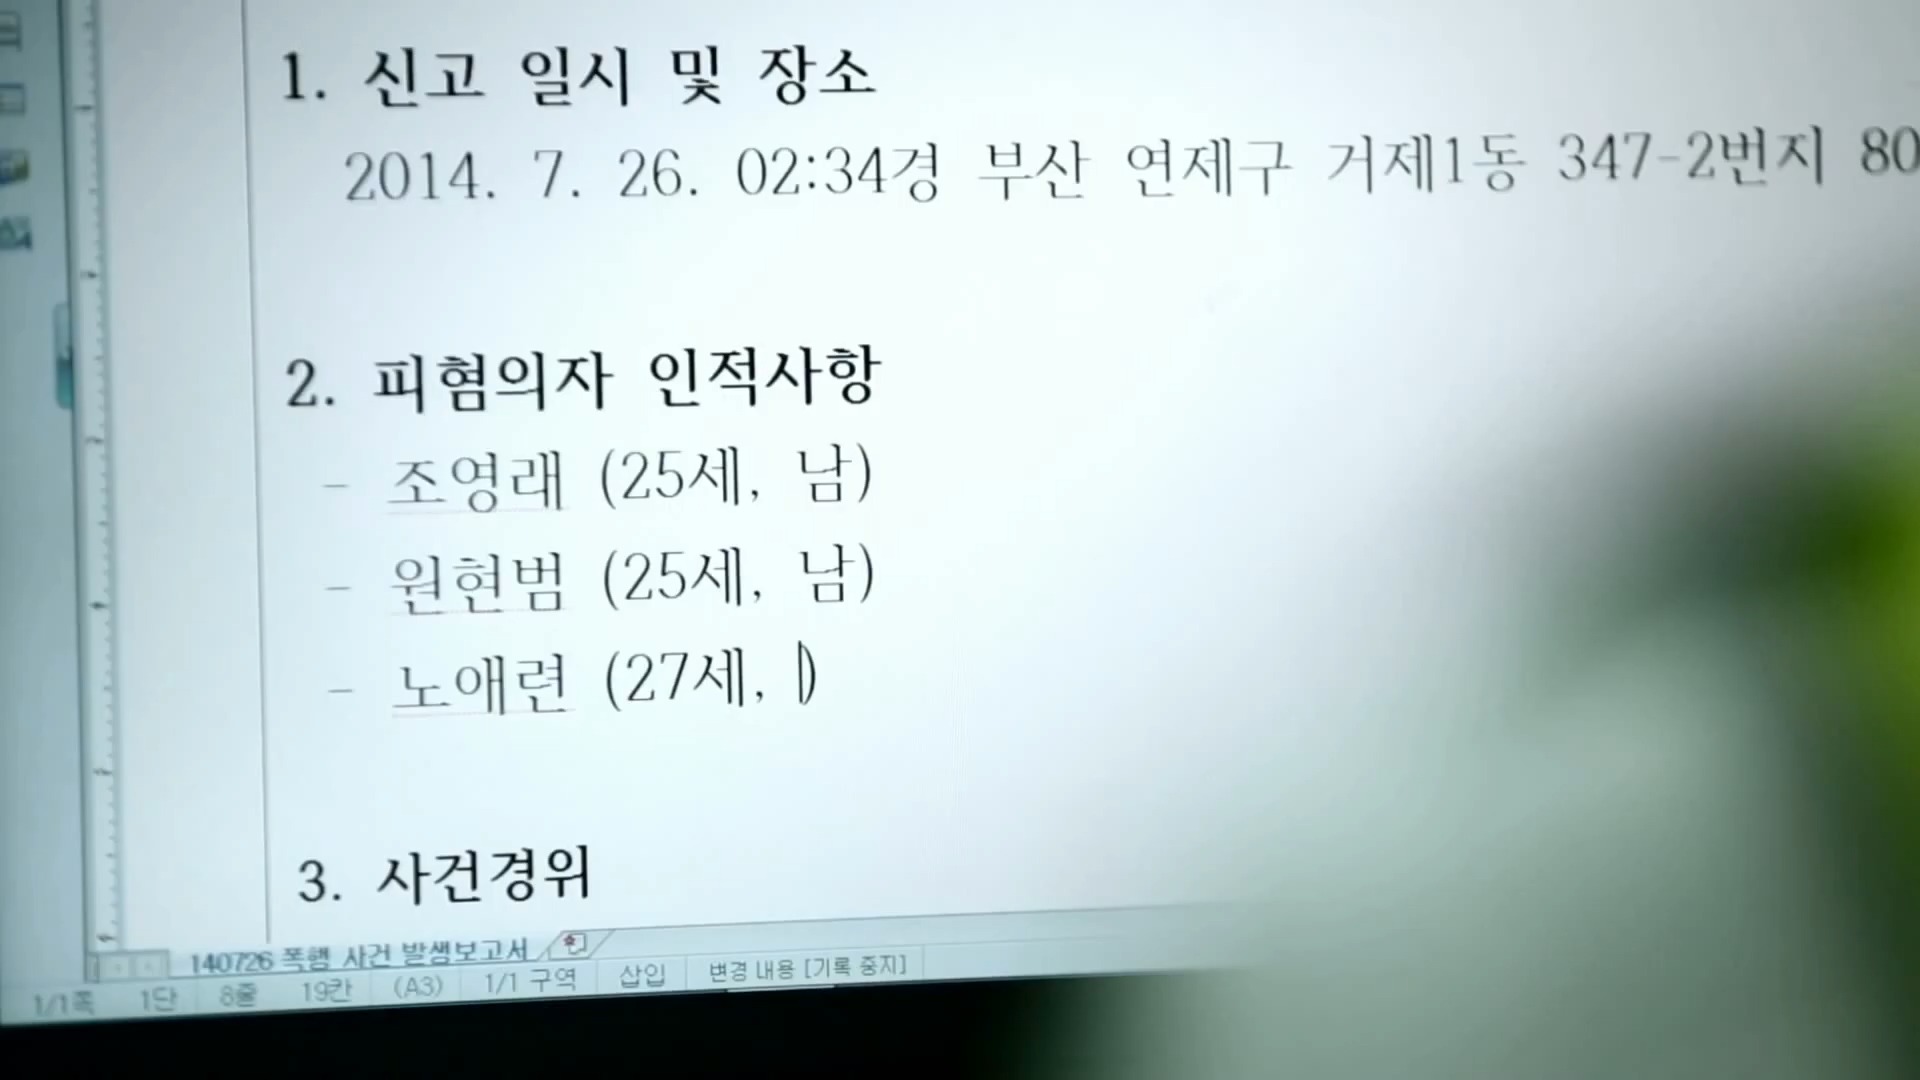 1. 신고 일시 및 장소
2014. 7. 26. 02:34경 부산 연제구 거제1동 347-2번지 80
2. 피혐의자 인적사항
- 조영래 (25세, 남)
- 원현범 (25세, 남)
- 노애련 (27세, )
3. 사건경위
140726 폭행 사건 발생보고서
1/1쪽 1단 8줄 19칸 (A3) 1/1 구역 삽입 변경 내용 [기록 중지]